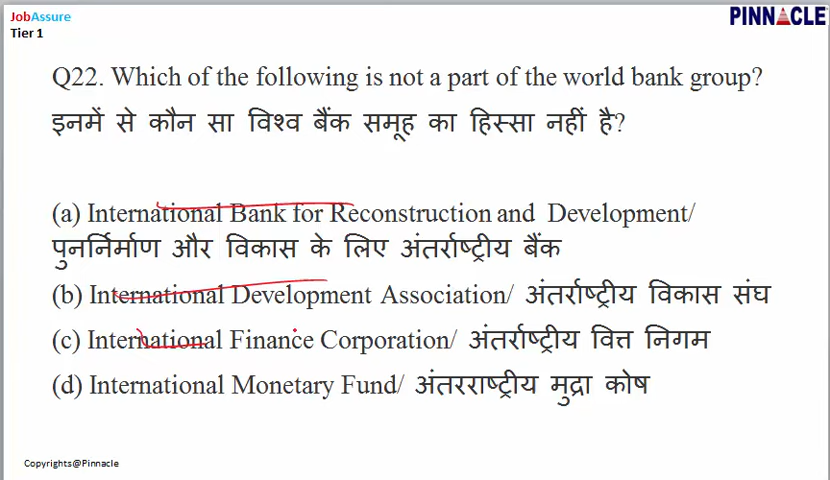 JobAssure
Tier 1
PINNACLE
Q22. Which of the following is not a part of the world bank group?
इनमें से कौन सा विश्व बैंक समूह का हिस्सा नहीं है?
(a) International Bank for Reconstruction and Development/
पुनर्निर्माण और विकास के लिए अंतर्राष्ट्रीय बैंक
(b) International Development Association/ अंतर्राष्ट्रीय विकास संघ
(c) International Finance Corporation/ अंतर्राष्ट्रीय वित्त निगम
(d) International Monetary Fund/ अंतरराष्ट्रीय मुद्रा कोष
Copyrights@Pinnacle